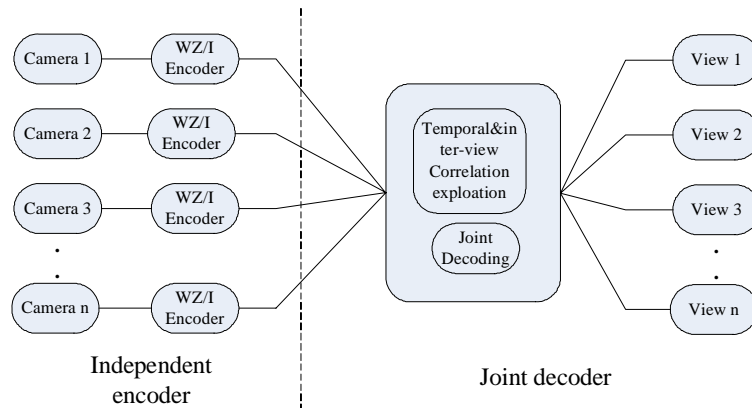 Camera 1
WZ/I
Encoder
Camera 2
WZ/I
Encoder
Camera 3
WZ/I
Encoder
Camera n
WZ/I
Encoder
Independent
encoder
Temporal&in
ter-view
Correlation
exploation
Joint
Decoding
Joint decoder
View 1
View 2
View 3
View n